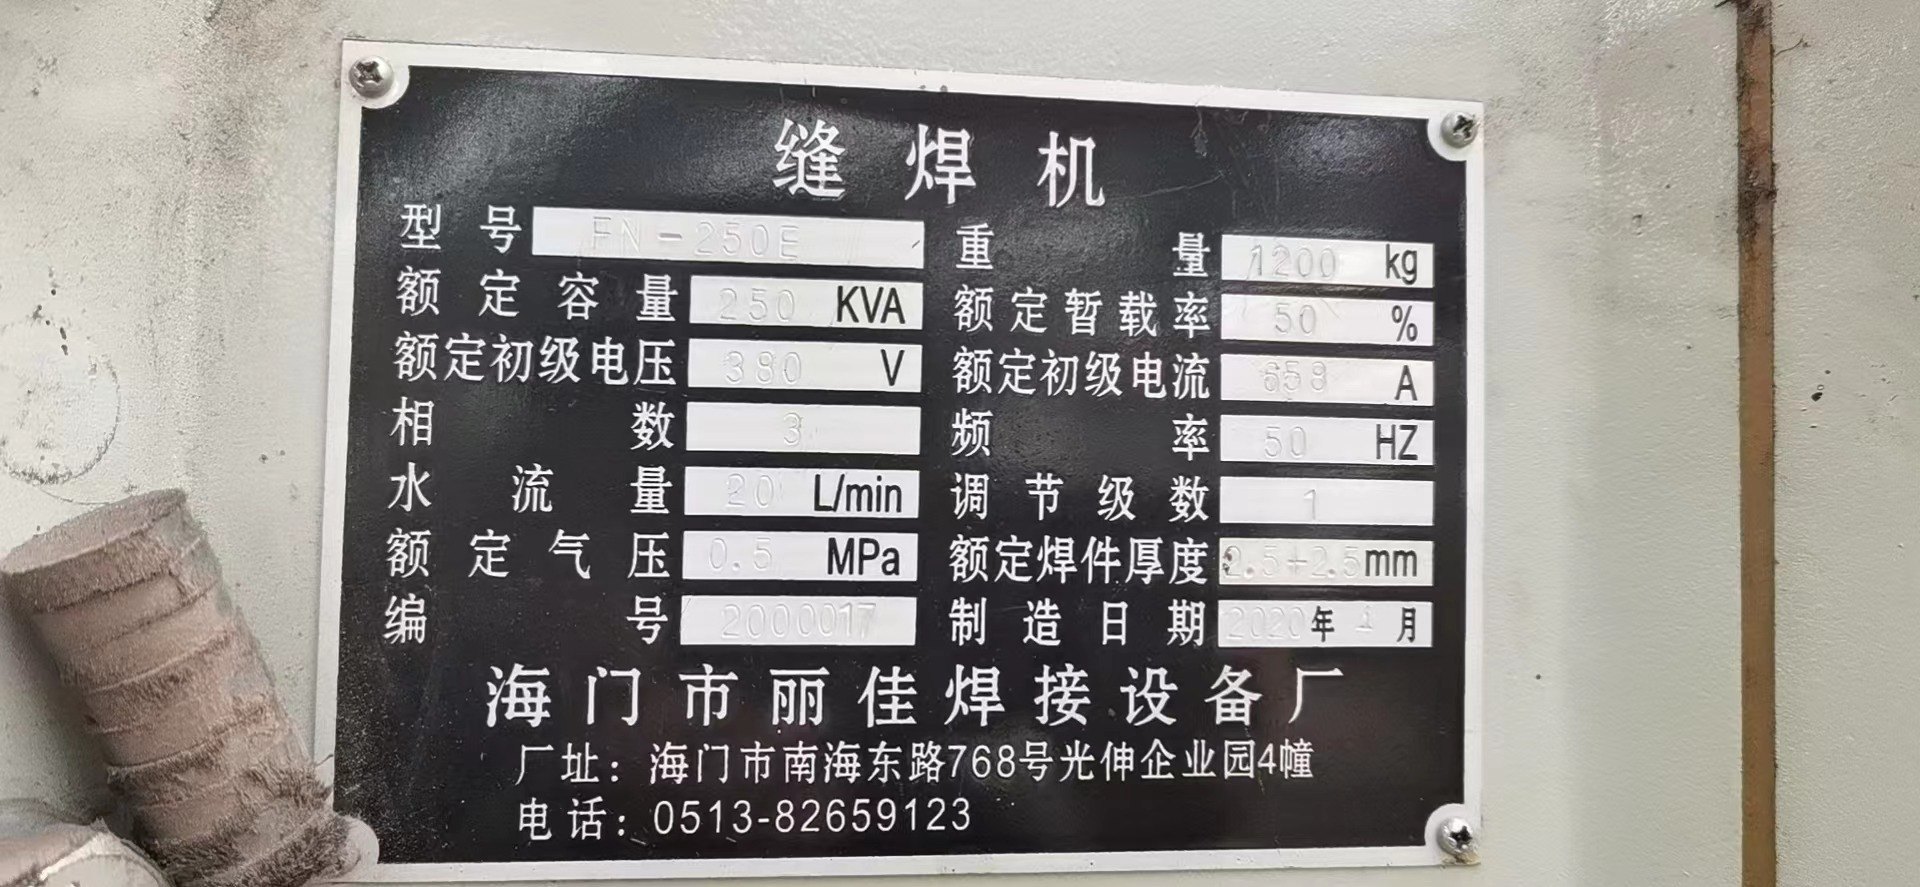 缝焊机
型号 FN-250E 重量 1200 kg
额定容量 250 KVA 额定暂载率 50 %
额定初级电压 380 V 额定初级电流 658 A
相数 3 频率 50 HZ
水流量 20 L/min 调节级数 1
额定气压 0.5 MPa 额定焊件厚度 2.5+2.5 mm
编号 2000017 制造日期 2020年 1 月
海门市丽佳焊接设备厂
厂址：海门市南海东路768号光伸企业园4幢
电话：0513-82659123